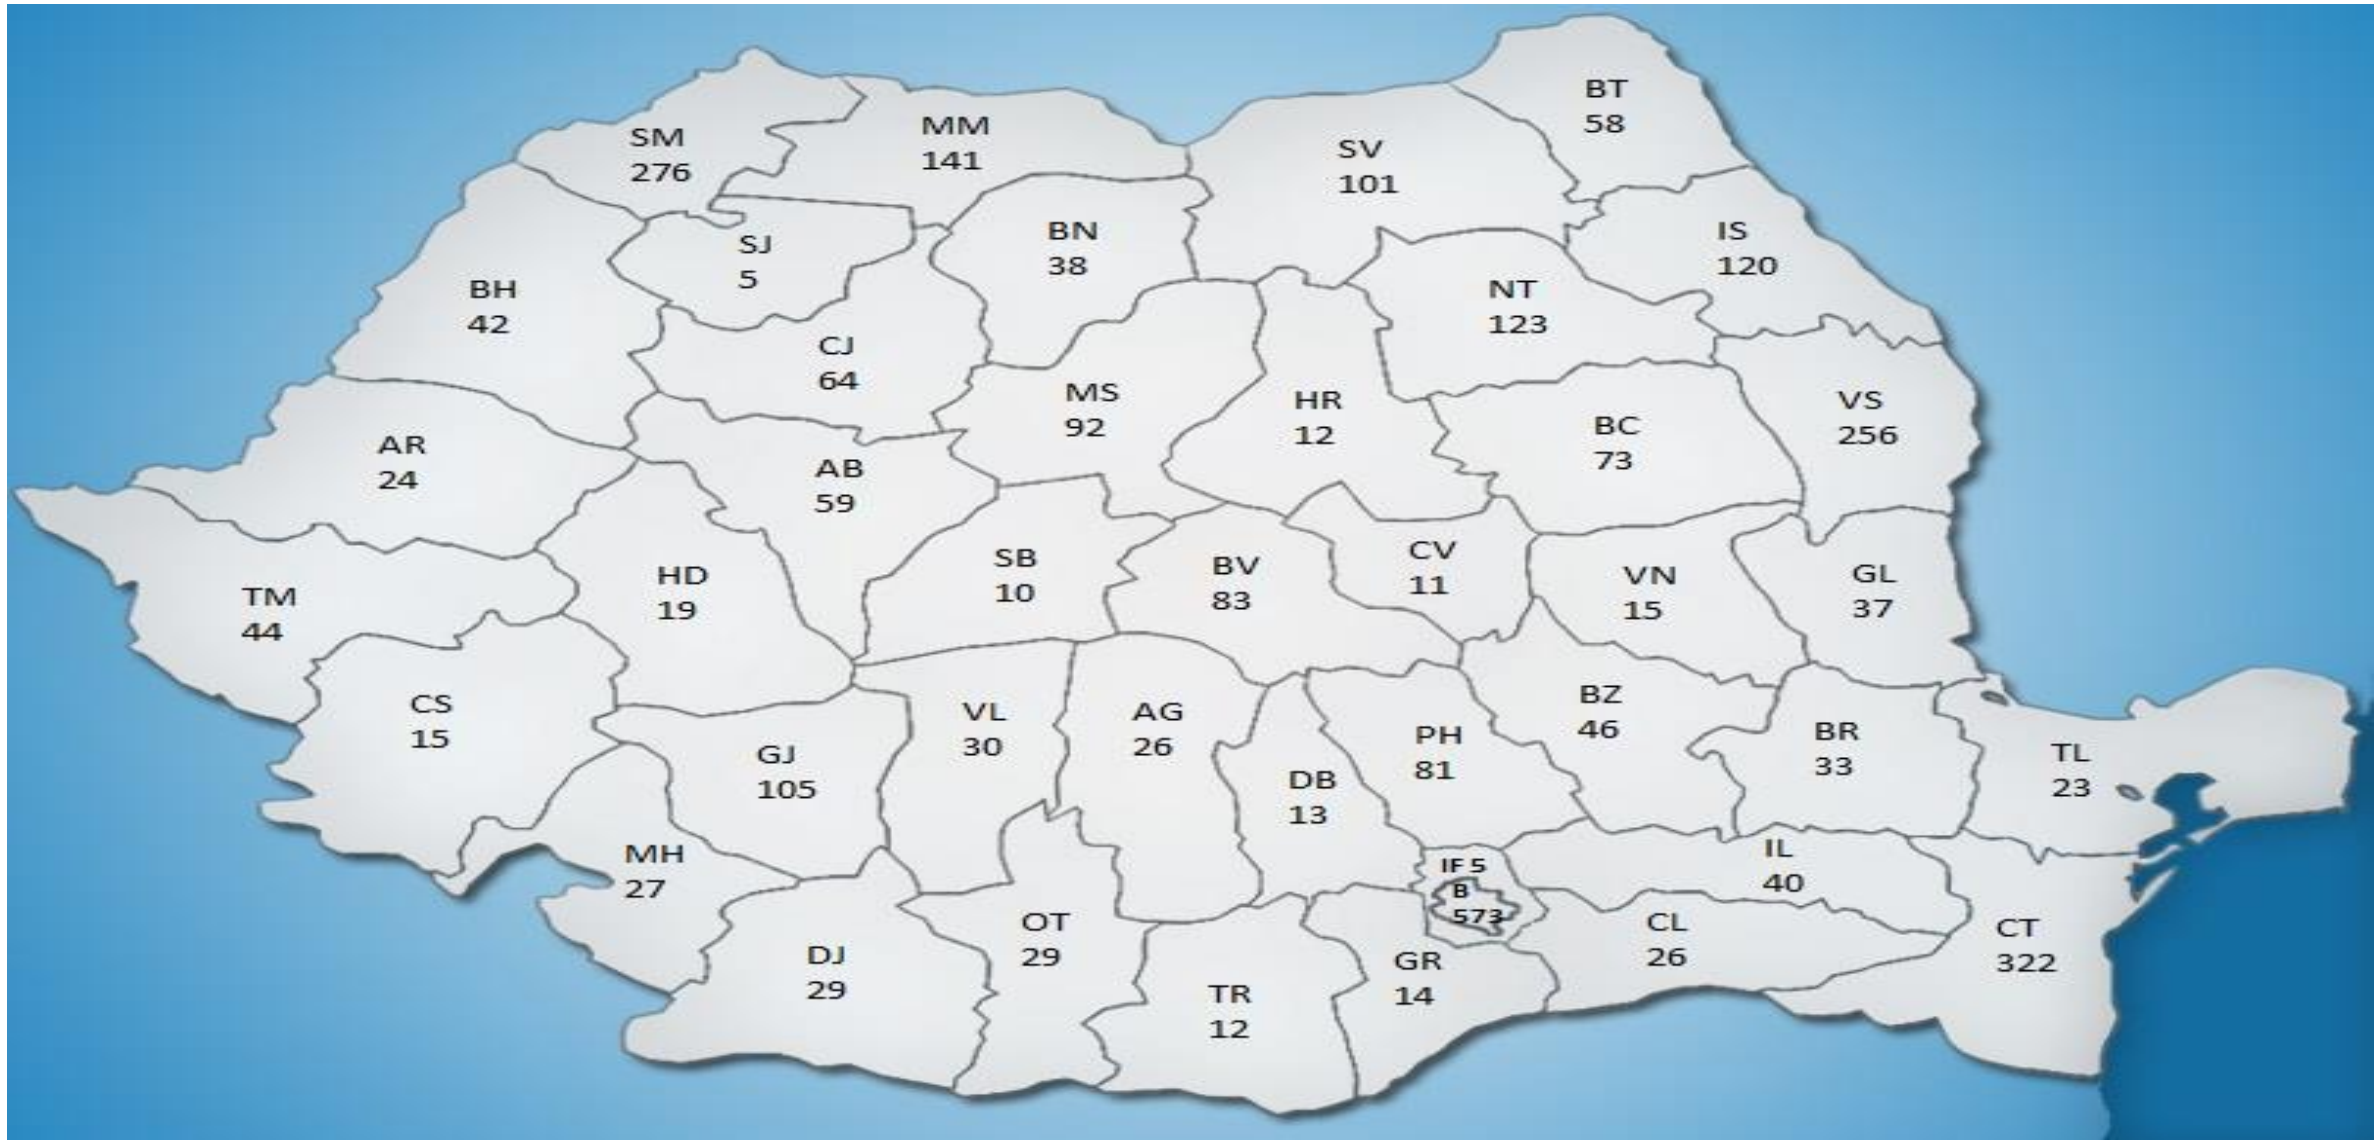 BT
58
SM
276
MM
141
SV
101
SJ
5
BN
38
IS
120
BH
42
NT
123
CJ
64
MS
92
HR
12
VS
256
BC
73
AR
24
AB
59
SB
10
BV
83
CV
11
VN
15
GL
37
HD
19
TM
44
CS
15
VL
30
AG
26
BZ
46
PH
81
BR
33
TL
23
GJ
105
DB
13
MH
27
IF 5
B
573
IL
40
OT
29
CL
26
CT
322
DJ
29
GR
14
TR
12